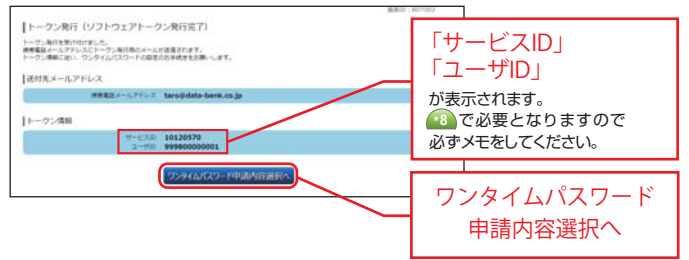 画面ID：BOT002
トークン発行（ソフトウェアトークン発行完了）
トークン発行を受け付けました。
携帯電話メールアドレスにトークン発行用のメールが送信されます。
トークン情報に従い、ワンタイムパスワードの設定のお手続きをお願いします。
送付先メールアドレス
携帯電話メールアドレス taro@data-bank.co.jp
トークン情報
サービスID 10120570
ユーザID 999800000001
ワンタイムパスワード申請内容選択へ
「サービスID」
「ユーザID」
が表示されます。
*8 で必要となりますので
必ずメモをしてください。
ワンタイムパスワード
申請内容選択へ